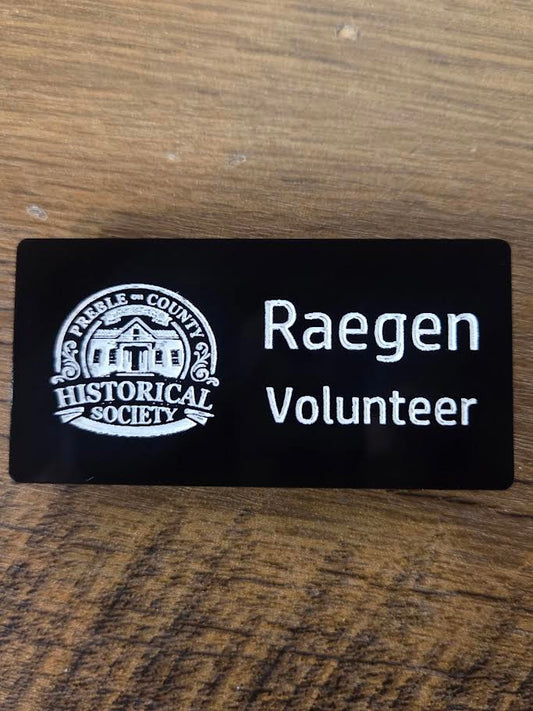 PREBLE COUNTY
HISTORICAL
SOCIETY
Raegen
Volunteer